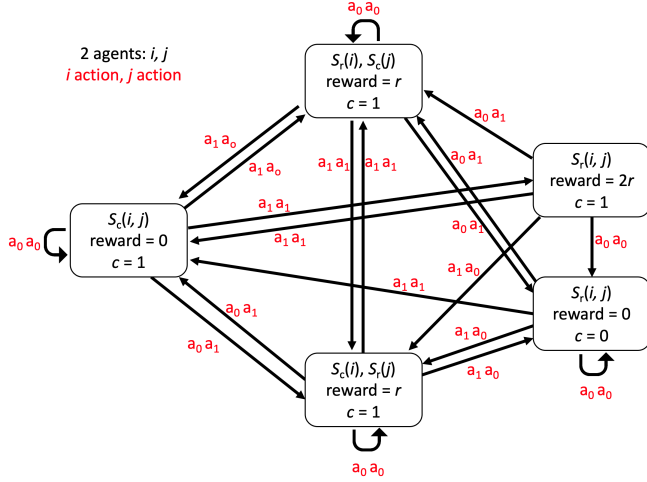 a₀ a₀
2 agents: i, j
i action, j action
Sᵣ(i), S꜀(j)
reward = r
c = 1
a₁ aₒ
a₁ aₒ
a₁ a₁
a₁ a₁
a₀ a₁
a₀ a₁
Sᵣ(i, j)
reward = 2r
c = 1
S꜀(i, j)
reward = 0
c = 1
a₀ a₀
a₁ a₁
a₁ a₁
a₀ a₁
a₀ a₀
a₁ a₀
a₁ a₁
Sᵣ(i, j)
reward = 0
c = 0
a₀ a₁
a₀ a₁
a₁ a₀
a₁ a₀
S꜀(i), Sᵣ(j)
reward = r
c = 1
a₀ a₀
a₀ a₀